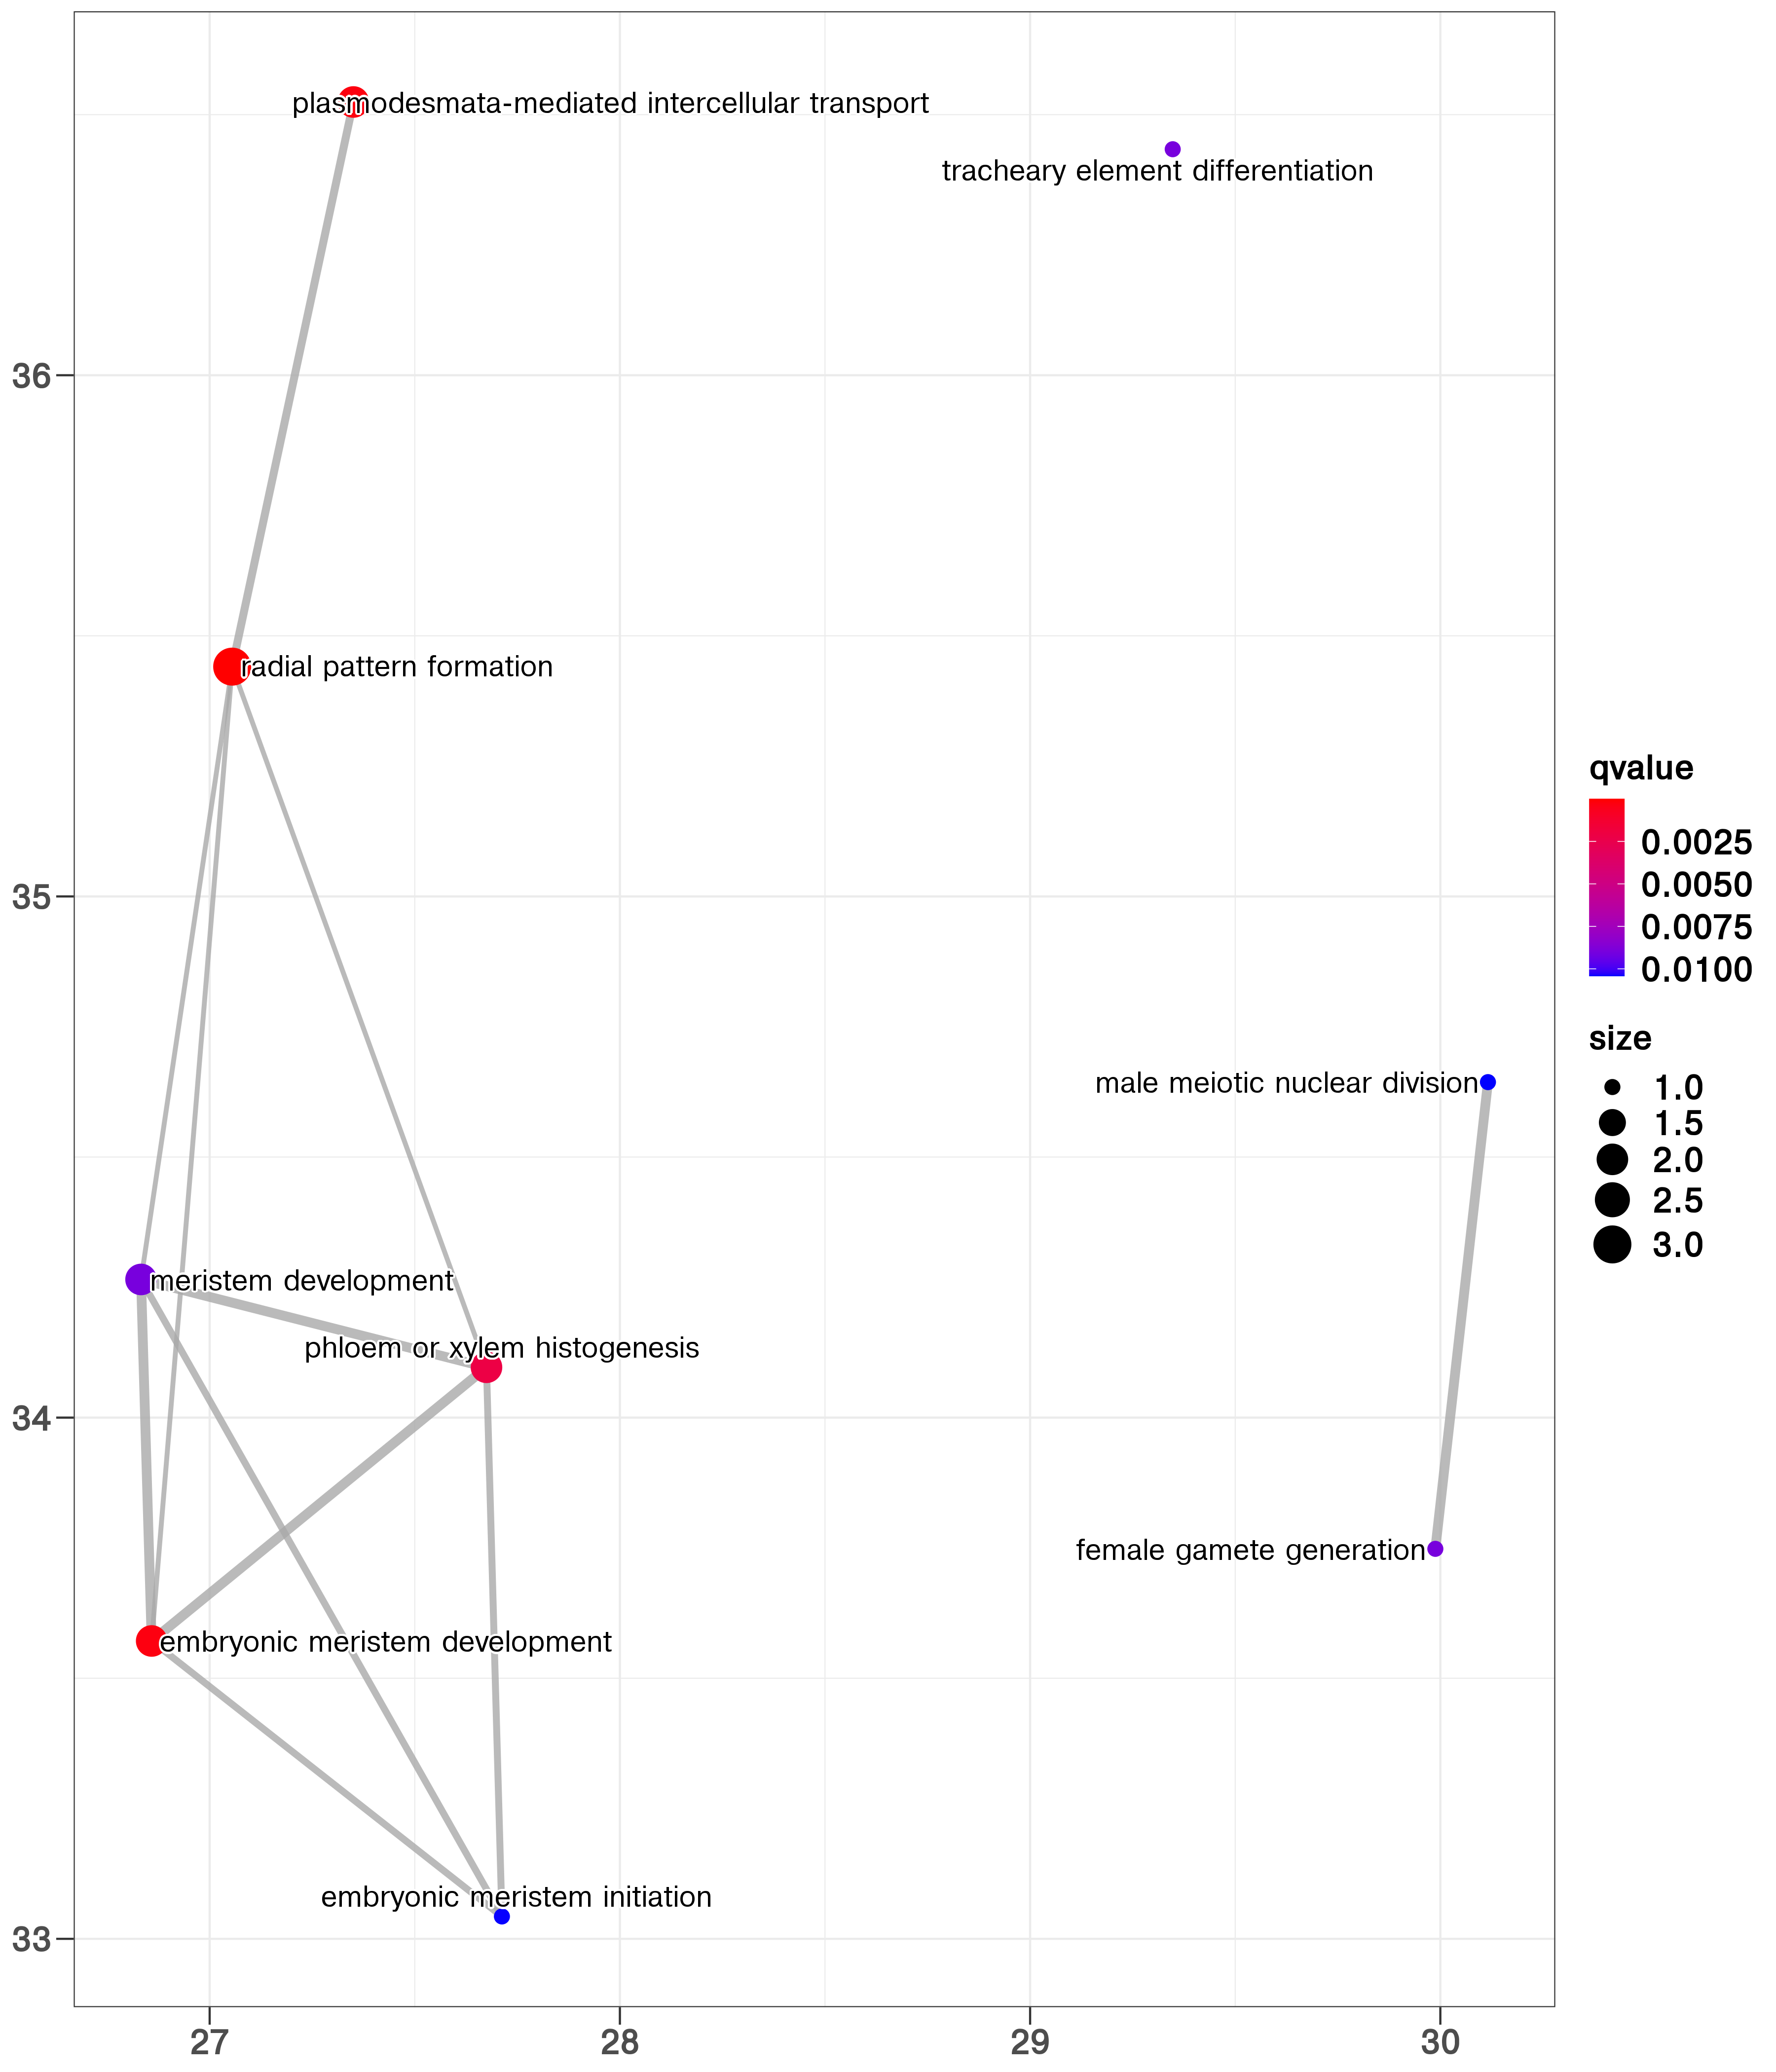 plasmodesmata-mediated intercellular transport
tracheary element differentiation
36
radial pattern formation
qvalue
0.0025
0.0050
0.0075
0.0100
35
size
1.0
1.5
2.0
2.5
3.0
male meiotic nuclear division
meristem development
phloem or xylem histogenesis
34
female gamete generation
embryonic meristem development
embryonic meristem initiation
33
27 28 29 30